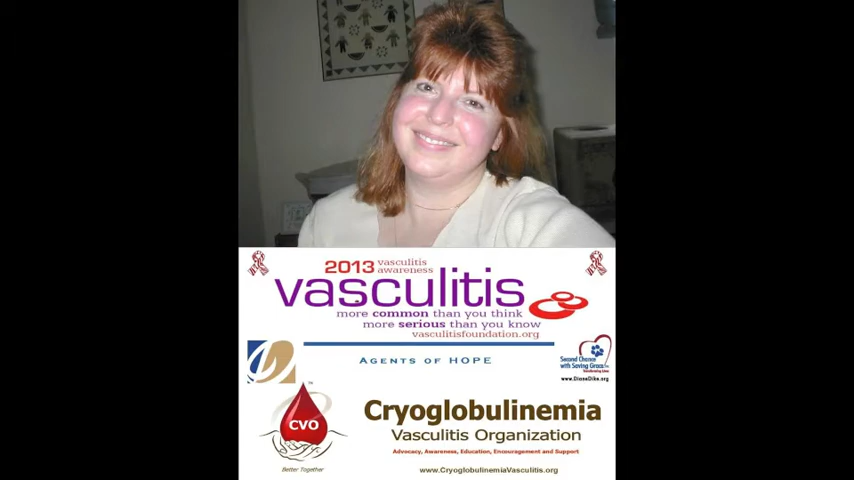 2013 vasculitis
awareness
vasculitis
more common than you think
more serious than you know
vasculitisfoundation.org
AGENTS OF HOPE
Second Chance
with Saving Grace
www.DianeDike.org
CVO
™
Better Together
Cryoglobulinemia
Vasculitis Organization
Advocacy, Awareness, Education, Encouragement and Support
www.CryoglobulinemiaVasculitis.org